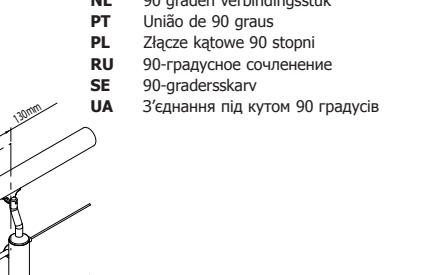 NL 90 graden verbindingsstuk
PT União de 90 graus
PL Złącze kątowe 90 stopni
RU 90-градусное сочленение
SE 90-gradersskarv
UA З’єднання під кутом 90 градусів
130mm